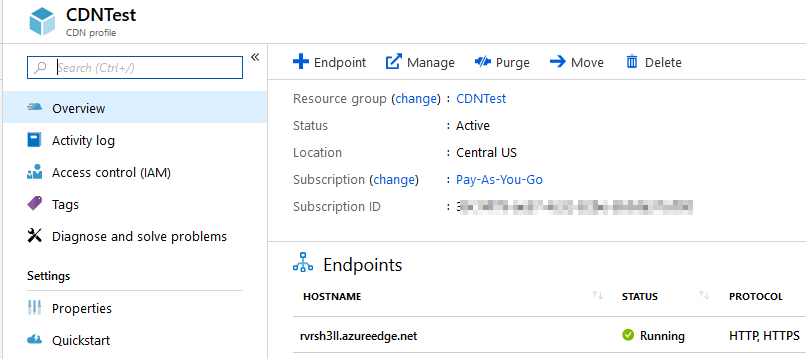 CDNTest
CDN profile
Search (Ctrl+/)
Overview
Activity log
Access control (IAM)
Tags
Diagnose and solve problems
Settings
Properties
Quickstart
Endpoint Manage Purge Move Delete
Resource group (change) : CDNTest
Status : Active
Location : Central US
Subscription (change) : Pay-As-You-Go
Subscription ID :
Endpoints
HOSTNAME STATUS PROTOCOL
rvrsh3ll.azureedge.net Running HTTP, HTTPS